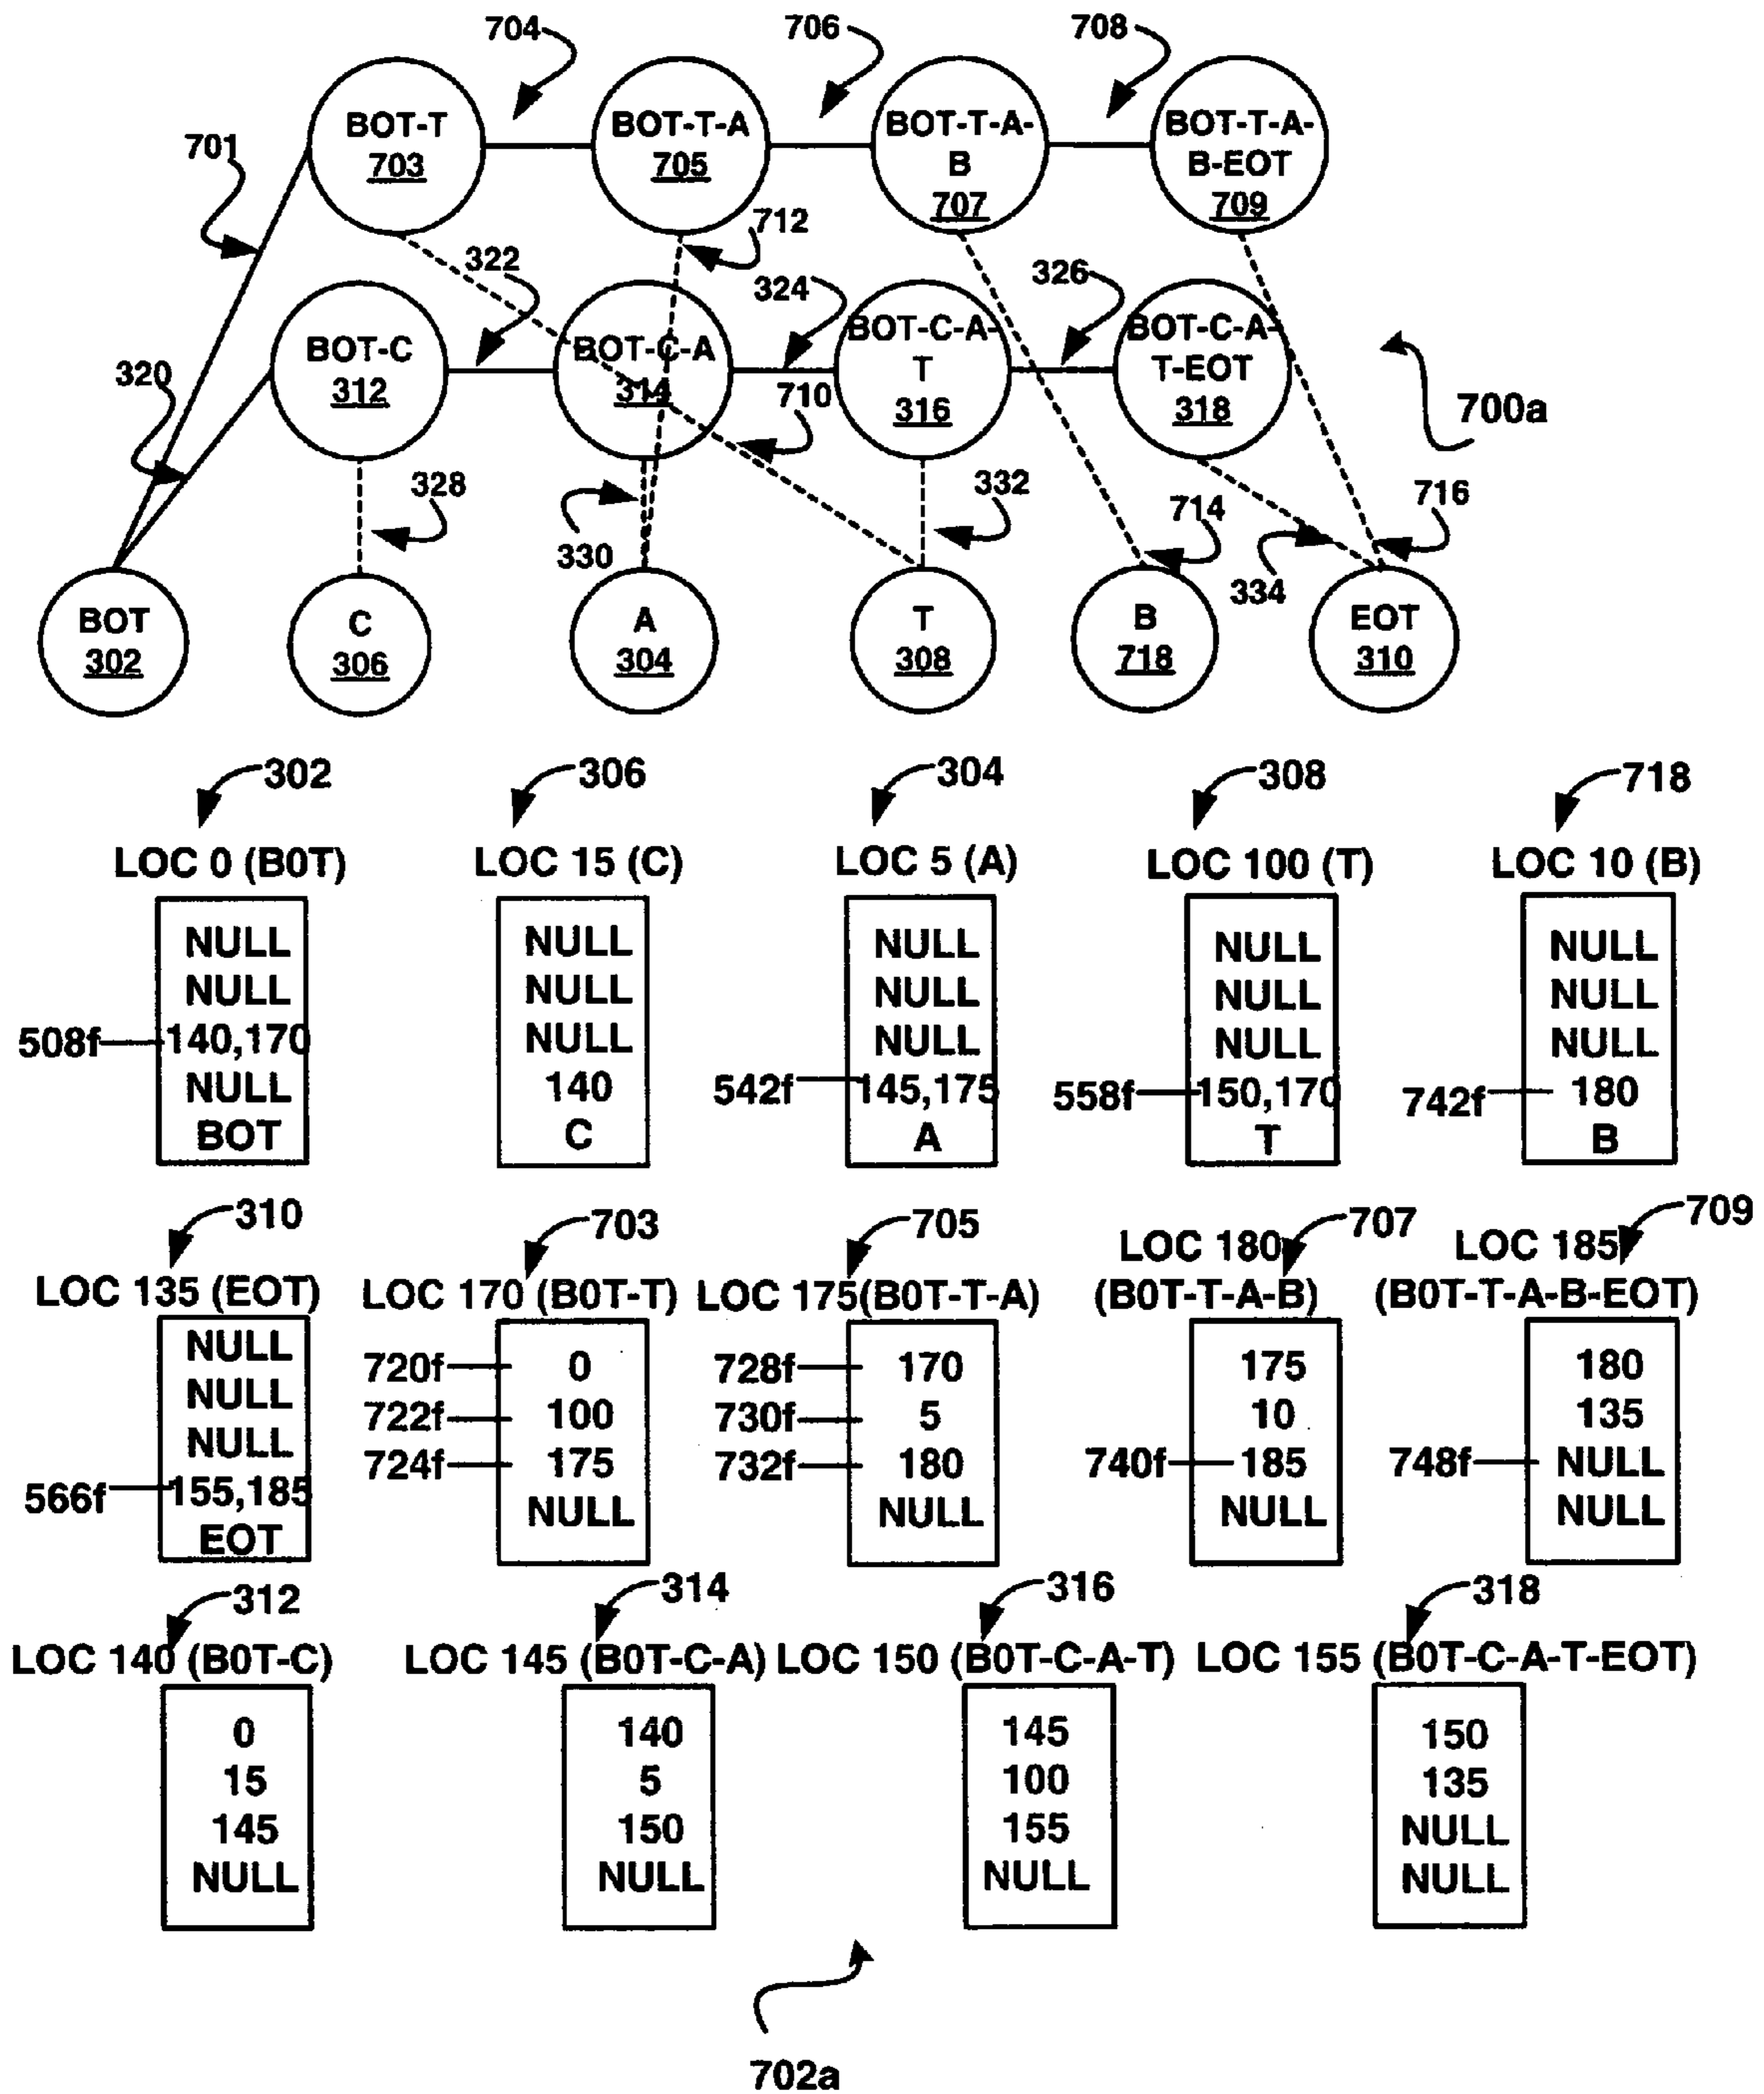 704
706
708
BOT-T
703
BOT-T-A
705
BOT-T-A-
B
707
BOT-T-A-
B-EOT
709
701
712
322
324
326
320
BOT-C
312
BOT-C-A
314
BOT-C-A-
T
316
BOT-C-A-
T-EOT
318
700a
710
328
330
332
714
334
716
BOT
302
C
306
A
304
T
308
B
718
EOT
310
302
306
304
308
718
LOC 0 (B0T)
LOC 15 (C)
LOC 5 (A)
LOC 100 (T)
LOC 10 (B)
NULL
NULL
508f
140,170
NULL
BOT
NULL
NULL
NULL
140
C
NULL
NULL
NULL
542f
145,175
A
NULL
NULL
NULL
558f
150,170
T
NULL
NULL
NULL
742f
180
B
310
703
705
707
709
LOC 135 (EOT)
LOC 170 (B0T-T)
LOC 175(B0T-T-A)
LOC 180
(B0T-T-A-B)
LOC 185
(B0T-T-A-B-EOT)
NULL
NULL
NULL
566f
155,185
EOT
720f
0
722f
100
724f
175
NULL
728f
170
730f
5
732f
180
NULL
175
10
740f
185
NULL
180
135
748f
NULL
NULL
312
314
316
318
LOC 140 (B0T-C)
LOC 145 (B0T-C-A)
LOC 150 (B0T-C-A-T)
LOC 155 (B0T-C-A-T-EOT)
0
15
145
NULL
140
5
150
NULL
145
100
155
NULL
150
135
NULL
NULL
702a